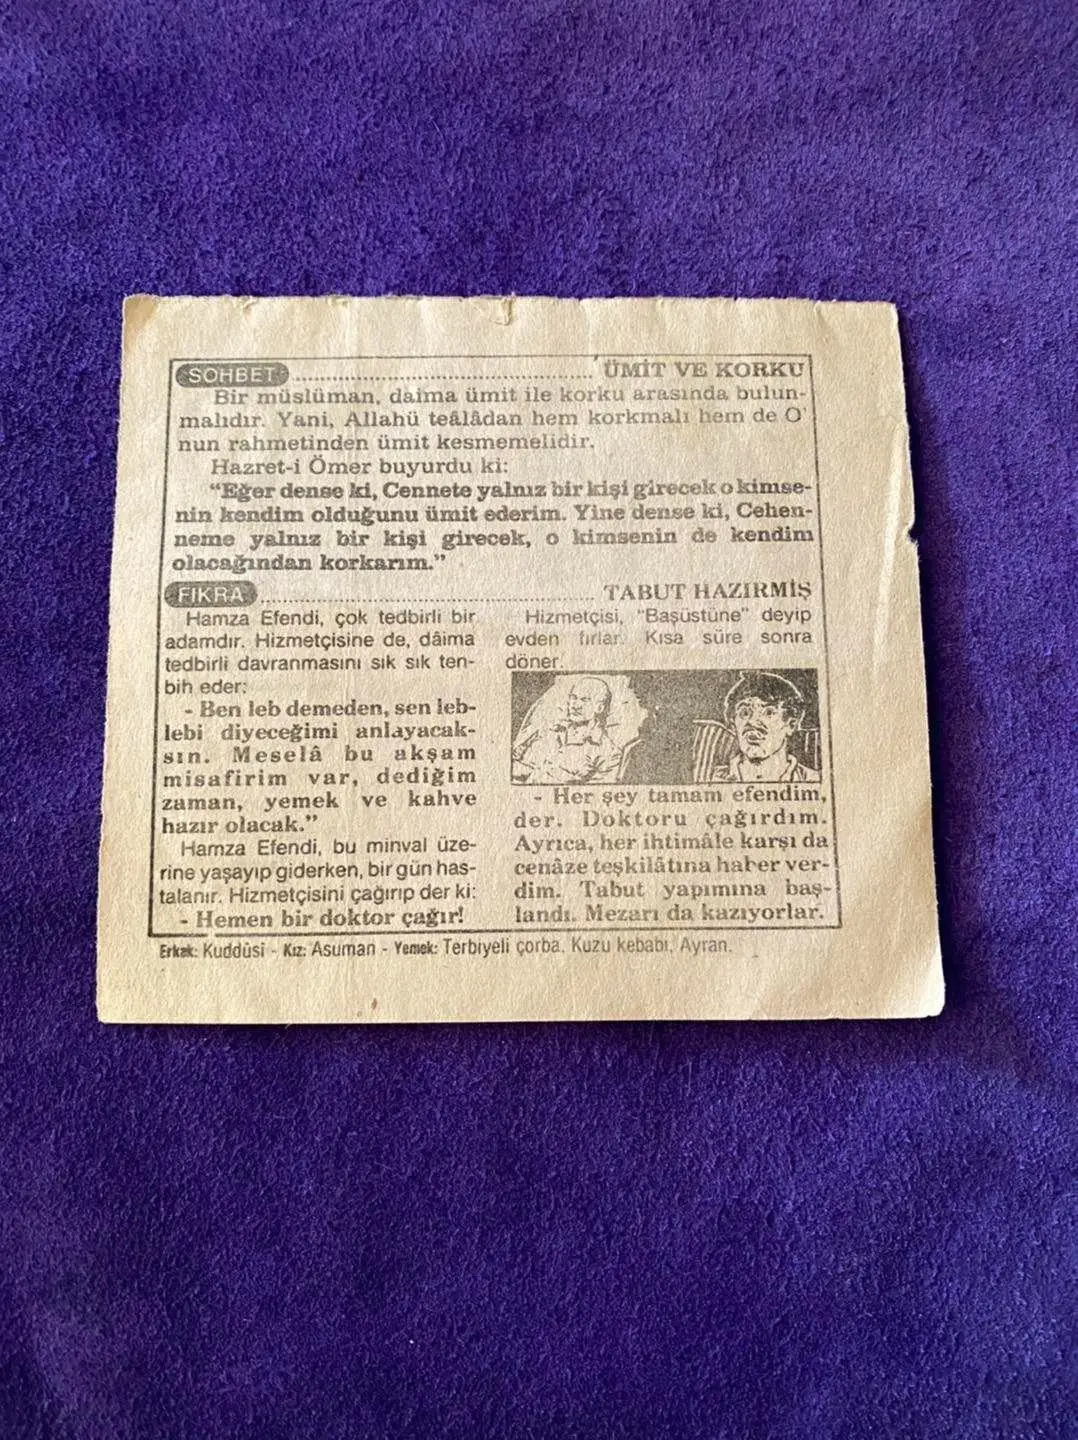 SOHBET ........................................ ÜMİT VE KORKU
Bir müslüman, daima ümit ile korku arasında bulun-
malıdır. Yani, Allahü teâlâdan hem korkmalı hem de O'
nun rahmetinden ümit kesmemelidir.
Hazret-i Ömer buyurdu ki:
"Eğer dense ki, Cennete yalnız bir kişi girecek o kimse-
nin kendim olduğunu ümit ederim. Yine dense ki, Cehen-
neme yalnız bir kişi girecek, o kimsenin de kendim
olacağından korkarım."
FIKRA ........................................ TABUT HAZIRMİŞ
Hamza Efendi, çok tedbirli bir
adamdır. Hizmetçisine de, dâima
tedbirli davranmasını sık sık ten-
bih eder:
- Ben leb demeden, sen leb-
lebi diyeceğimi anlayacak-
sın. Meselâ bu akşam
misafirim var, dediğim
zaman, yemek ve kahve
hazır olacak."
Hamza Efendi, bu minval üze-
rine yaşayıp giderken, bir gün has-
talanır. Hizmetçisini çağırıp der ki:
- Hemen bir doktor çağır!
Hizmetçisi, "Başüstüne" deyip
evden fırlar. Kısa süre sonra
döner.
- Her şey tamam efendim,
der. Doktoru çağırdım.
Ayrıca, her ihtimâle karşı da
cenâze teşkilâtına haber ver-
dim. Tabut yapımına baş-
landı. Mezarı da kazıyorlar.
Erkek: Kuddûsi - Kız: Asuman - Yemek: Terbiyeli çorba, Kuzu kebabı, Ayran.